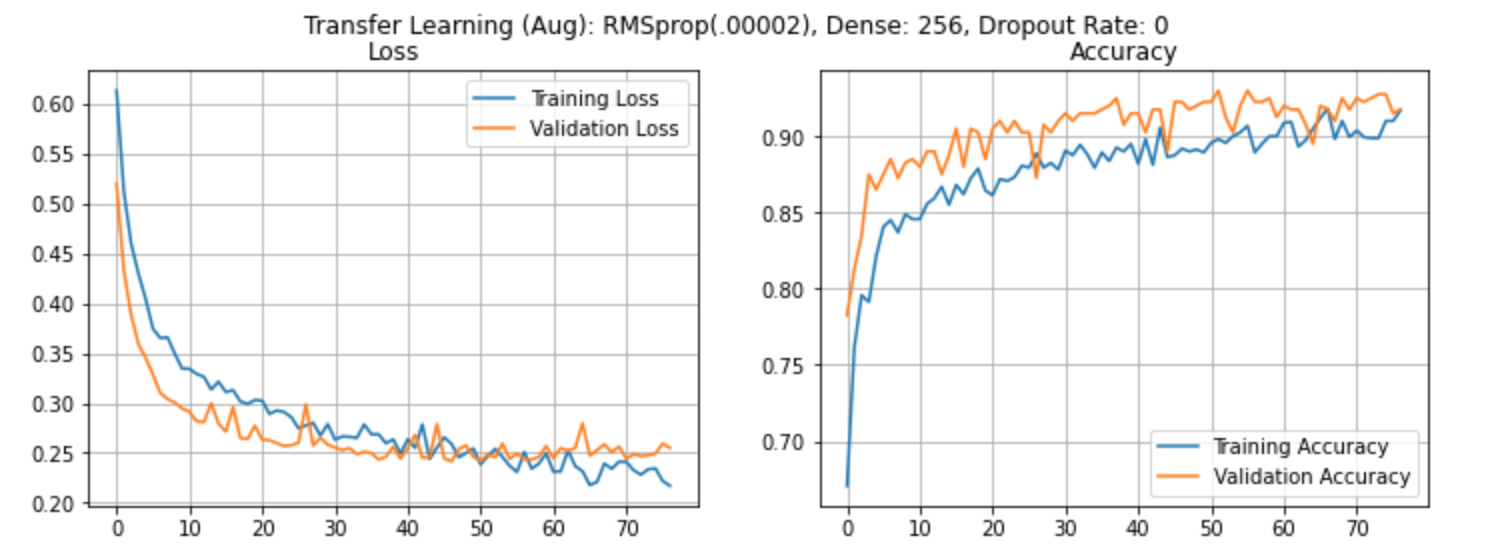 Transfer Learning (Aug): RMSprop(.00002), Dense: 256, Dropout Rate: 0
Loss
0.60
0.55
0.50
0.45
0.40
0.35
0.30
0.25
0.20
0 10 20 30 40 50 60 70
Training Loss
Validation Loss
Accuracy
0.90
0.85
0.80
0.75
0.70
0 10 20 30 40 50 60 70
Training Accuracy
Validation Accuracy